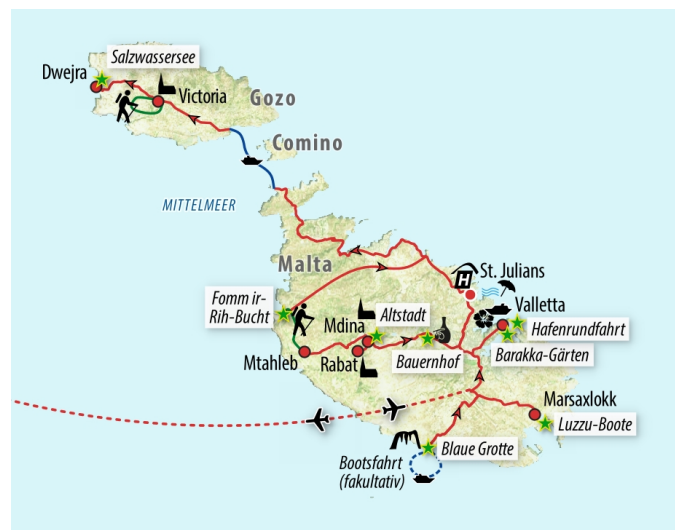 Salzwassersee
Dwejra
Victoria
Gozo
Comino
MITTELMEER
Malta
H
St. Julians
Fomm ir-
Rih-Bucht
Valletta
Mdina
Altstadt
Hafenrundfahrt
Mtahleb
Rabat
Bauernhof
Barakka-Gärten
Marsaxlokk
Luzzu-Boote
Blaue Grotte
Bootsfahrt
(fakultativ)